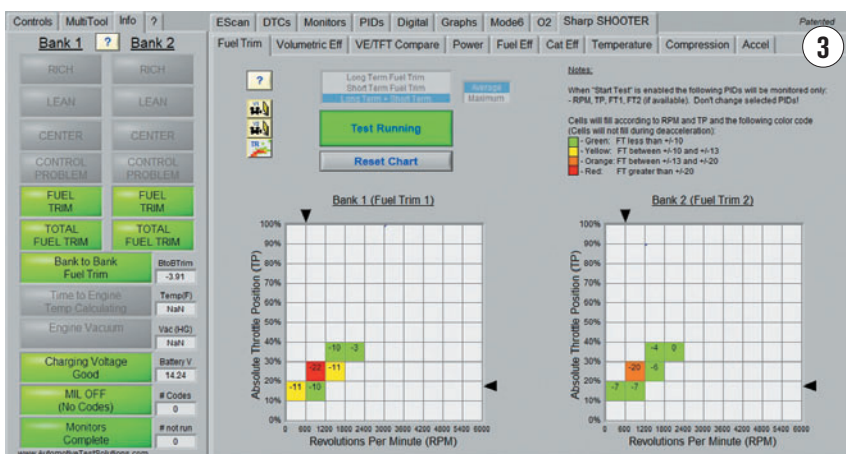 Controls MultiTool Info ?
EScan DTCs Monitors PIDs Digital Graphs Mode6 O2 Sharp SHOOTER
Patented
Fuel Trim Volumetric Eff VE/TFT Compare Power Fuel Eff Cat Eff Temperature Compression Accel
3
Bank 1 ? Bank 2
RICH RICH
LEAN LEAN
CENTER CENTER
CONTROL PROBLEM CONTROL PROBLEM
FUEL TRIM FUEL TRIM
TOTAL FUEL TRIM TOTAL FUEL TRIM
Bank to Bank Fuel Trim
BtoBTrim
-3.91
Time to Engine Temp Calculating
Temp(F)
NaN
Engine Vacuum
Vac (HG)
NaN
Charging Voltage Good
Battery V
14.24
MIL OFF (No Codes)
# Codes
0
Monitors Complete
# not run
0
www.AutomotiveTestSolutions.com
?
V6
V8
TR
Long Term Fuel Trim
Short Term Fuel Trim
Long Term + Short Term
Average
Maximum
Test Running
Reset Chart
Notes:
When "Start Test" is enabled the following PIDs will be monitored only:
- RPM, TP, FT1, FT2 (if available). Don't change selected PIDs!
Cells will fill according to RPM and TP and the following color code
(Cells will not fill during deacceleration):
- Green: FT less than +/-10
- Yellow: FT between +/-10 and +/-13
- Orange: FT between +/-13 and +/-20
- Red: FT greater than +/-20
Bank 1 (Fuel Trim 1)
Absolute Throttle Position (TP)
100%
90%
80%
70%
60%
50%
40%
30%
20%
10%
0%
-10 -3
-22 -11
-11 -10
0 600 1200 1800 2400 3000 3600 4200 4800 5400 6000
Revolutions Per Minute (RPM)
Bank 2 (Fuel Trim 2)
Absolute Throttle Position (TP)
100%
90%
80%
70%
60%
50%
40%
30%
20%
10%
0%
-4 0
-20 -6
-7 -7
0 600 1200 1800 2400 3000 3600 4200 4800 5400 6000
Revolutions Per Minute (RPM)